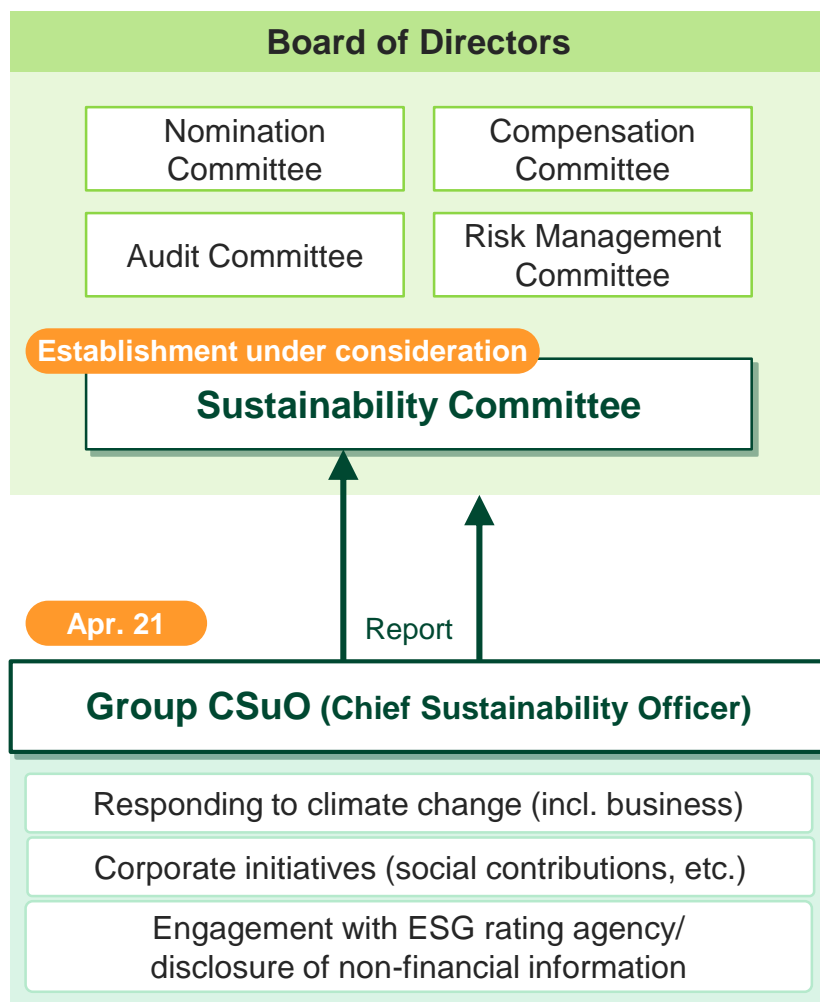 Board of Directors
Nomination
Committee
Compensation
Committee
Audit Committee
Risk Management
Committee
Establishment under consideration
Sustainability Committee
Apr. 21
Report
Group CSuO (Chief Sustainability Officer)
Responding to climate change (incl. business)
Corporate initiatives (social contributions, etc.)
Engagement with ESG rating agency/
disclosure of non-financial information